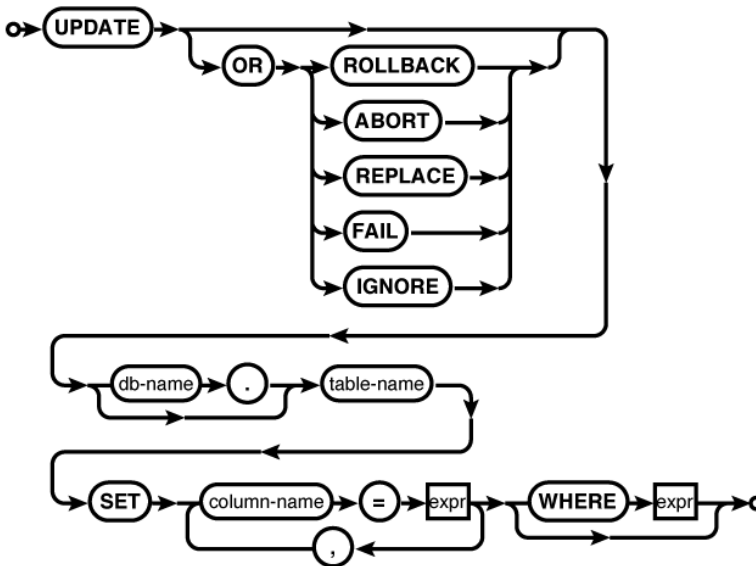 UPDATE
OR ROLLBACK
ABORT
REPLACE
FAIL
IGNORE
db-name . table-name
SET column-name = expr WHERE expr
,